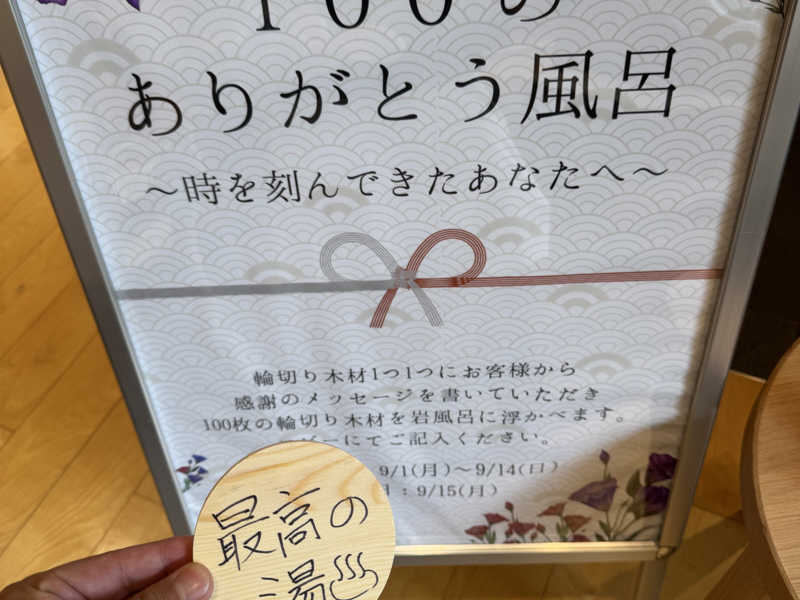 100の
ありがとう風呂
～時を刻んできたあなたへ～
輪切り木材1つ1つにお客様から
感謝のメッセージを書いていただき
100枚の輪切り木材を岩風呂に浮かべます。
にてご記入ください。
9/1(月)～9/14(日)
：9/15(月)
最高の
湯♨